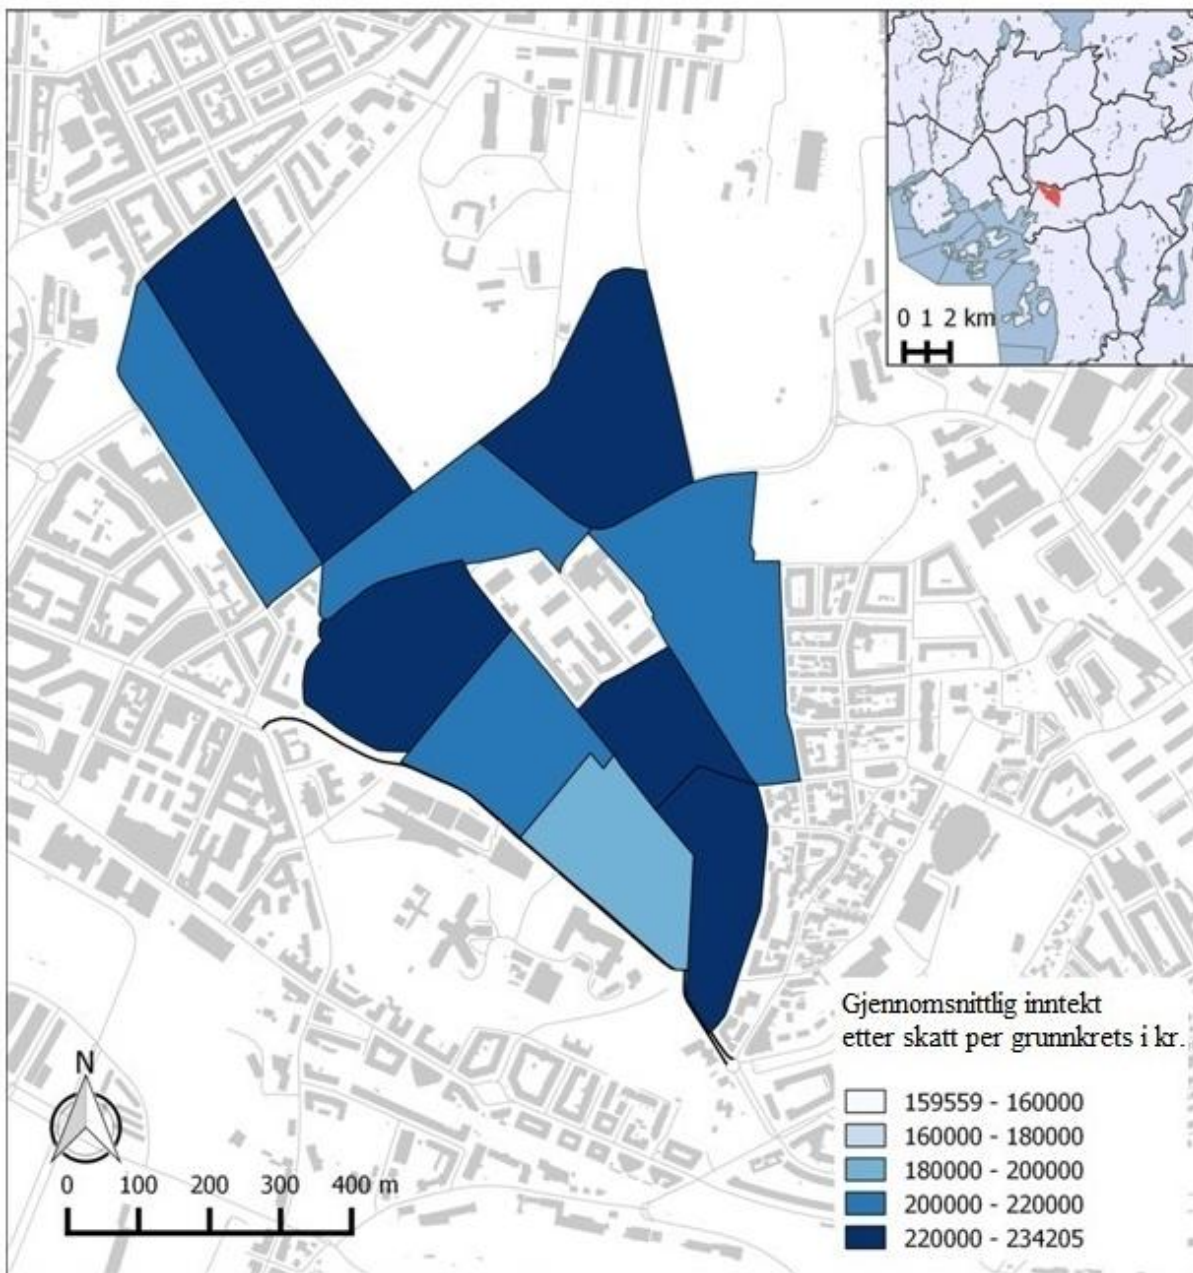 0 1 2 km
Gjennomsnittlig inntekt
etter skatt per grunnkrets i kr.
159559 - 160000
160000 - 180000
180000 - 200000
200000 - 220000
220000 - 234205
N
0 100 200 300 400 m